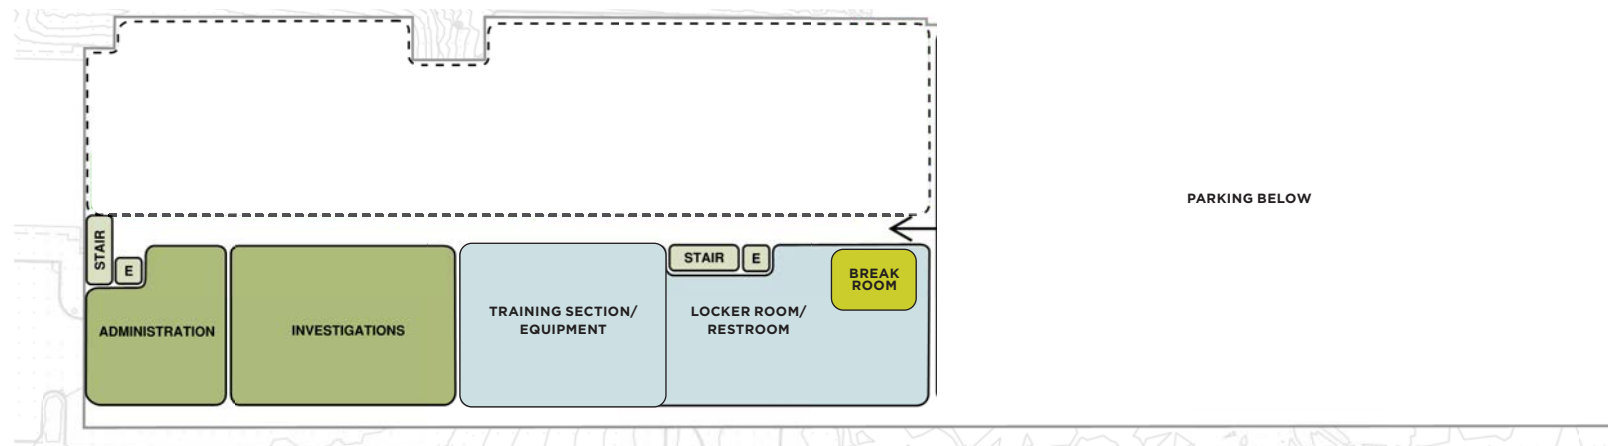 PARKING BELOW
STAIR
E
STAIR
E
BREAK
ROOM
ADMINISTRATION
INVESTIGATIONS
TRAINING SECTION/
EQUIPMENT
LOCKER ROOM/
RESTROOM